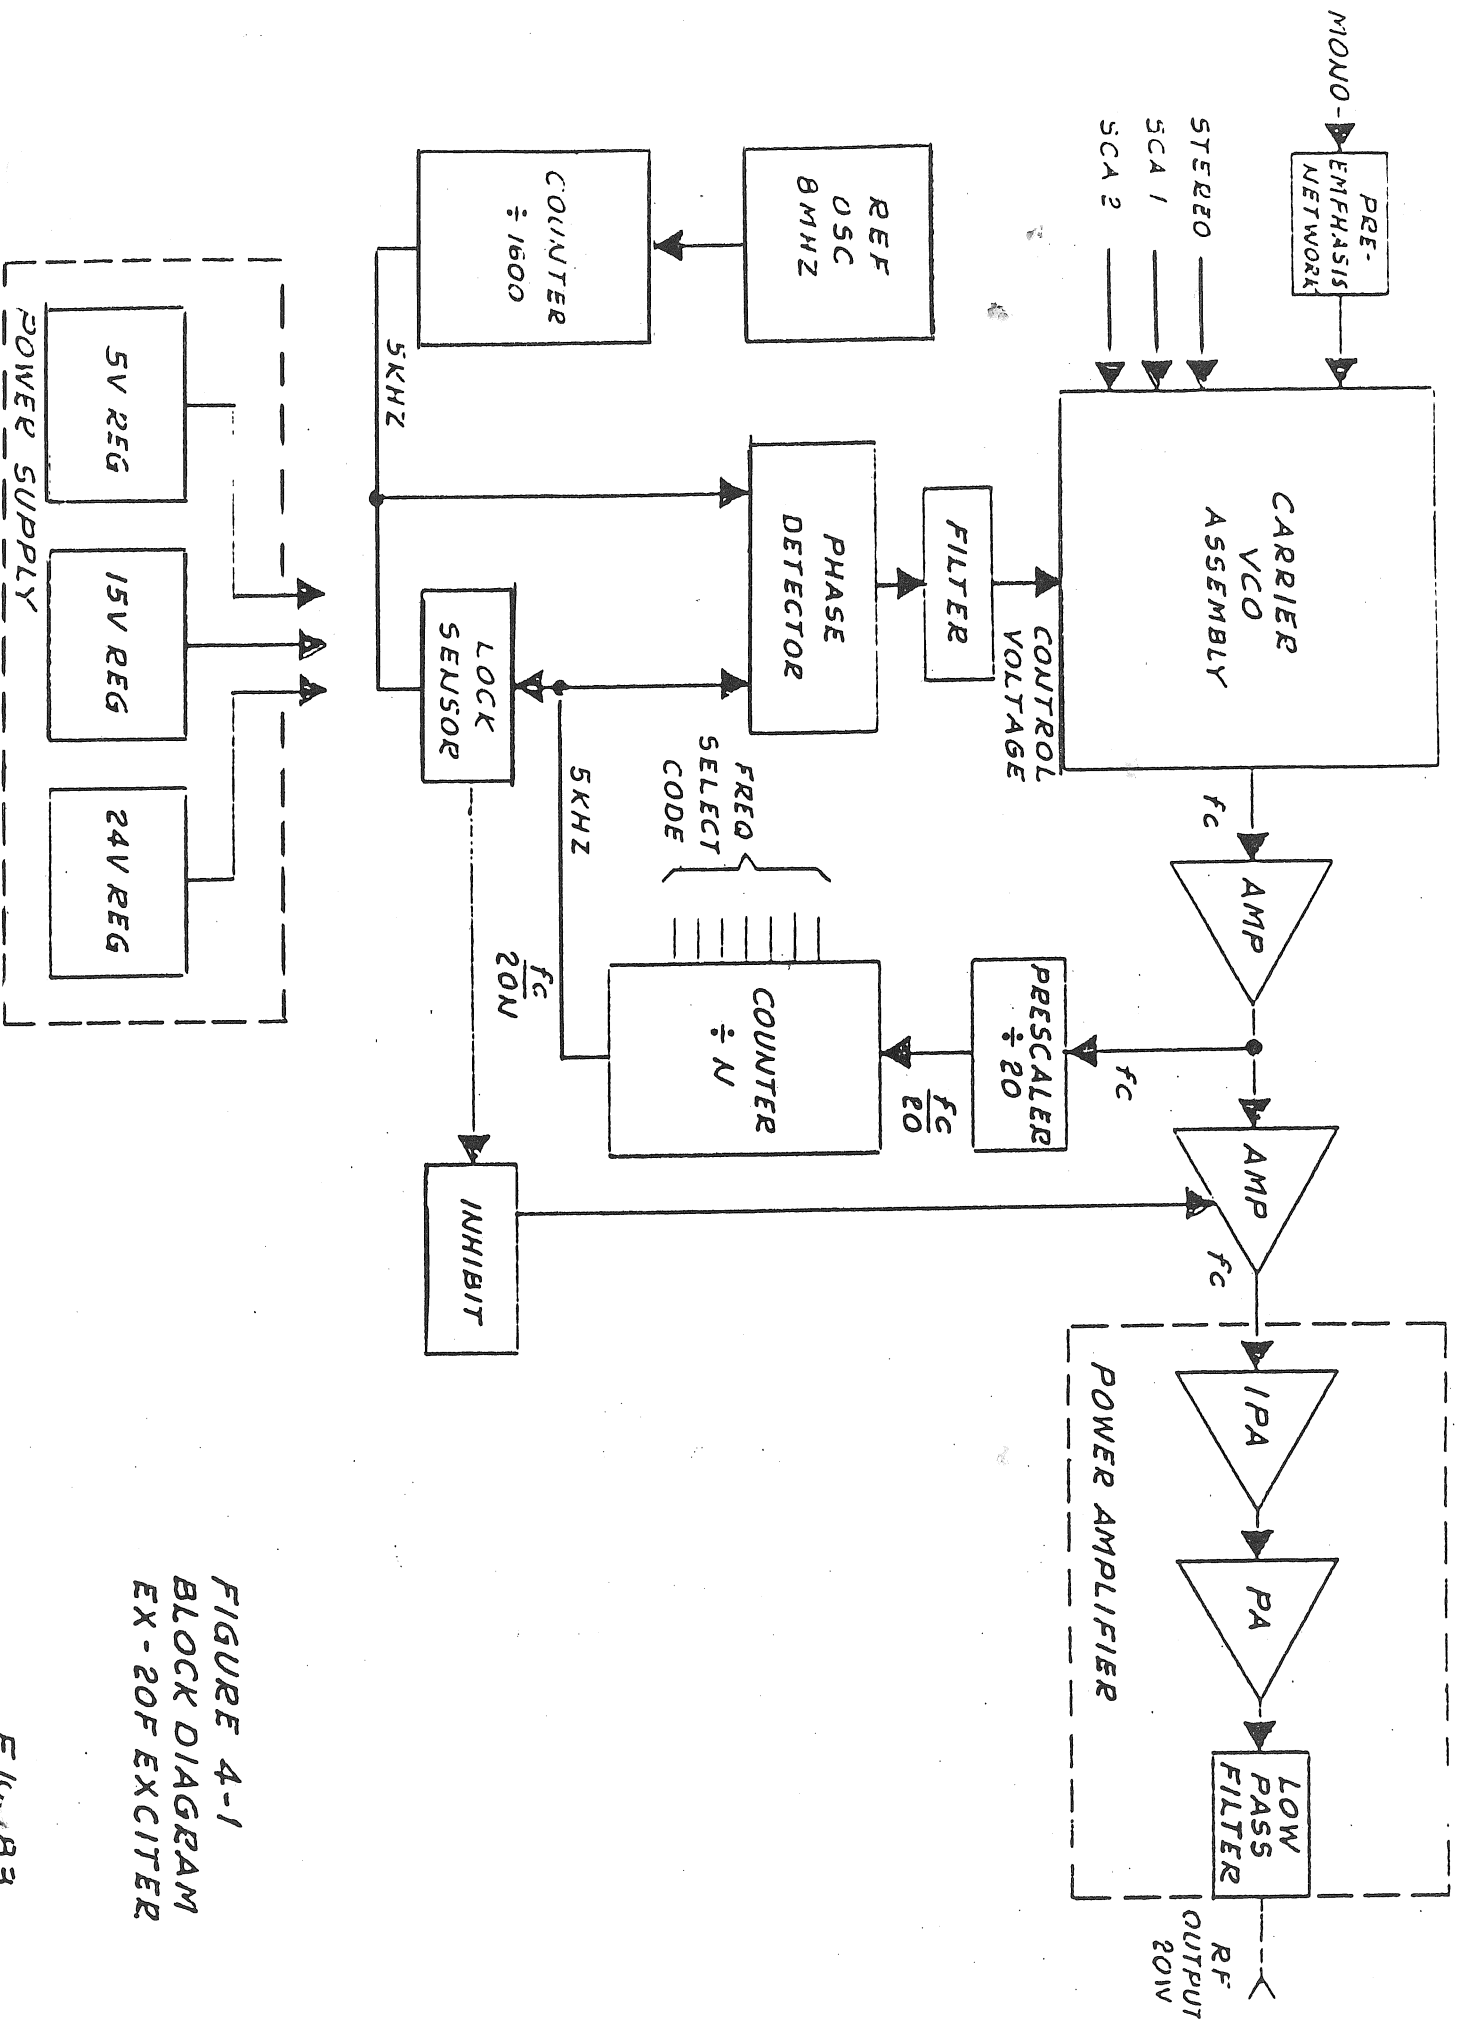 MONO-
PRE-
EMFHASIS
NETWORK
STEREO
SCA 1
SCA 2
CARRIER
VCO
ASSEMBLY
fc
AMP
AMP
fc
POWER AMPLIFIER
IPA
PA
LOW
PASS
FILTER
RF
OUTPUT
20W
CONTROL
VOLTAGE
FILTER
fc
PRESCALER
÷ 20
fc
20
REF
OSC
8MHZ
PHASE
DETECTOR
FREQ
SELECT
CODE
COUNTER
÷ N
COUNTER
÷ 1600
5KHZ
5KHZ
fc
20N
LOCK
SENSOR
INHIBIT
5V REG
15V REG
24V REG
POWER SUPPLY
FIGURE 4-1
BLOCK DIAGRAM
EX-20F EXCITER